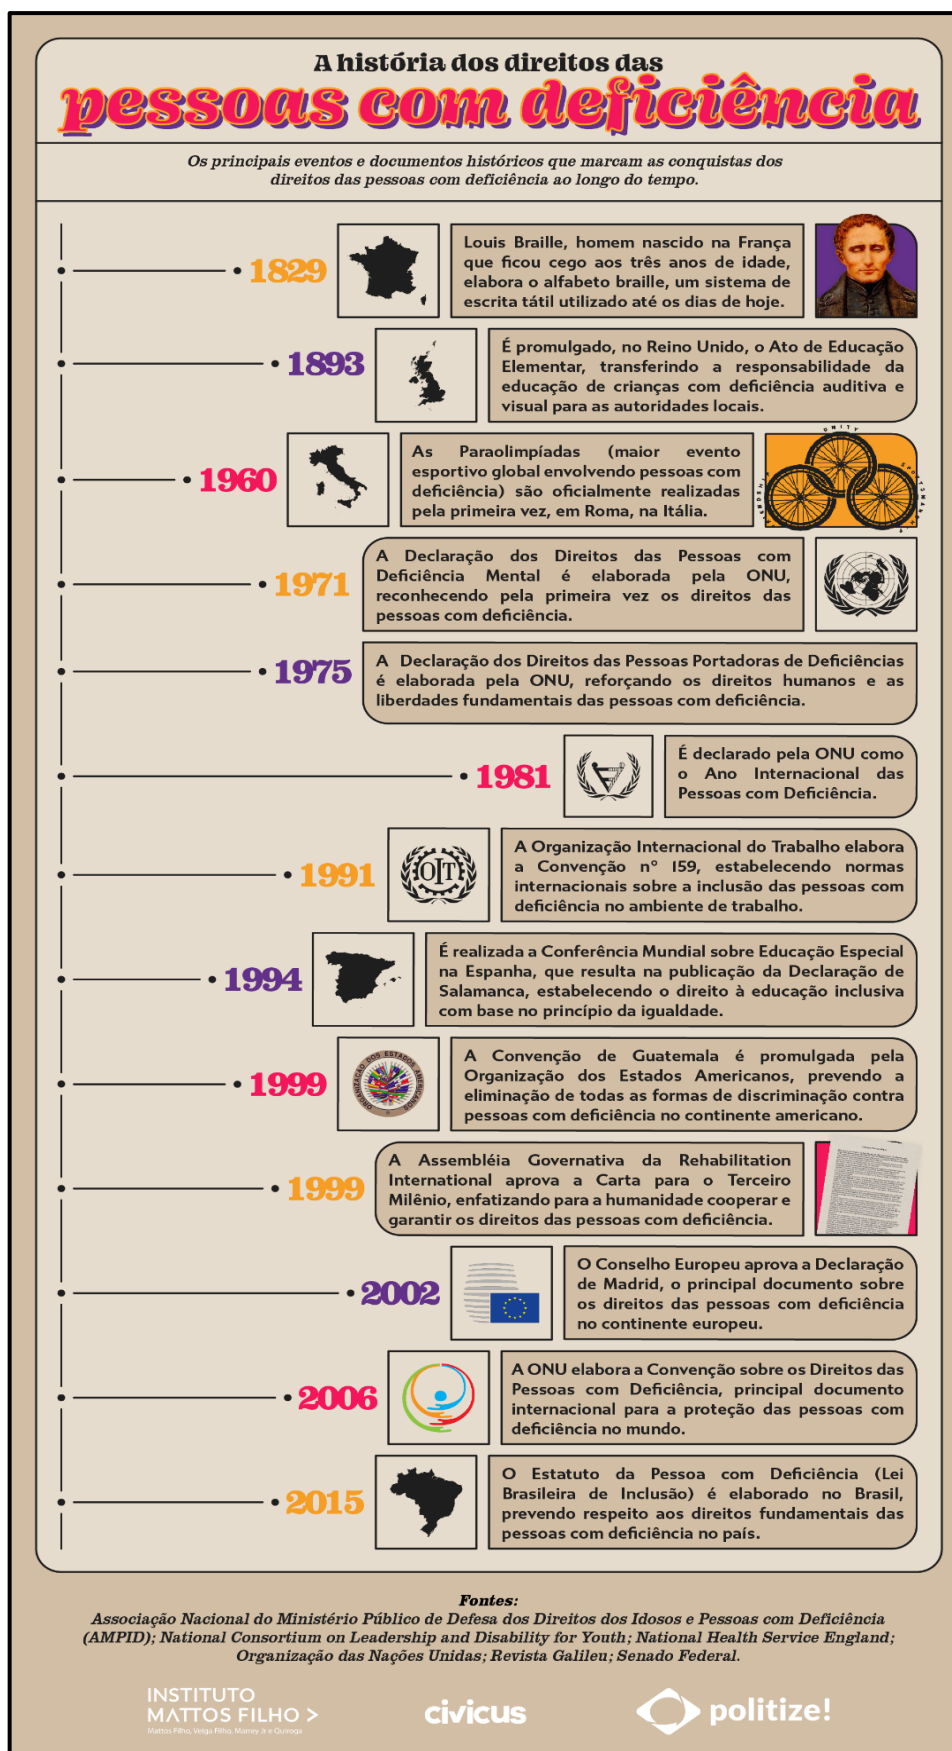 A história dos direitos das
pessoas com deficiência
Os principais eventos e documentos históricos que marcam as conquistas dos
direitos das pessoas com deficiência ao longo do tempo.
1829
Louis Braille, homem nascido na França
que ficou cego aos três anos de idade,
elabora o alfabeto braille, um sistema de
escrita tátil utilizado até os dias de hoje.
1893
É promulgado, no Reino Unido, o Ato de Educação
Elementar, transferindo a responsabilidade da
educação de crianças com deficiência auditiva e
visual para as autoridades locais.
1960
As Paraolimpíadas (maior evento
esportivo global envolvendo pessoas com
deficiência) são oficialmente realizadas
pela primeira vez, em Roma, na Itália.
UNITY
1971
A Declaração dos Direitos das Pessoas com
Deficiência Mental é elaborada pela ONU,
reconhecendo pela primeira vez os direitos das
pessoas com deficiência.
1975
A Declaração dos Direitos das Pessoas Portadoras de Deficiências
é elaborada pela ONU, reforçando os direitos humanos e as
liberdades fundamentais das pessoas com deficiência.
1981
É declarado pela ONU como
o Ano Internacional das
Pessoas com Deficiência.
1991
OIT
A Organização Internacional do Trabalho elabora
a Convenção nº 159, estabelecendo normas
internacionais sobre a inclusão das pessoas com
deficiência no ambiente de trabalho.
1994
É realizada a Conferência Mundial sobre Educação Especial
na Espanha, que resulta na publicação da Declaração de
Salamanca, estabelecendo o direito à educação inclusiva
com base no princípio da igualdade.
1999
ORGANIZAÇÃO DOS ESTADOS AMERICANOS
A Convenção de Guatemala é promulgada pela
Organização dos Estados Americanos, prevendo a
eliminação de todas as formas de discriminação contra
pessoas com deficiência no continente americano.
1999
A Assembléia Governativa da Rehabilitation
International aprova a Carta para o Terceiro
Milênio, enfatizando para a humanidade cooperar e
garantir os direitos das pessoas com deficiência.
2002
O Conselho Europeu aprova a Declaração
de Madrid, o principal documento sobre
os direitos das pessoas com deficiência
no continente europeu.
2006
A ONU elabora a Convenção sobre os Direitos das
Pessoas com Deficiência, principal documento
internacional para a proteção das pessoas com
deficiência no mundo.
2015
O Estatuto da Pessoa com Deficiência (Lei
Brasileira de Inclusão) é elaborado no Brasil,
prevendo respeito aos direitos fundamentais das
pessoas com deficiência no país.
Fontes:
Associação Nacional do Ministério Público de Defesa dos Direitos dos Idosos e Pessoas com Deficiência
(AMPID); National Consortium on Leadership and Disability for Youth; National Health Service England;
Organização das Nações Unidas; Revista Galileu; Senado Federal.
INSTITUTO
MATTOS FILHO >
Mattos Filho, Veiga Filho, Marrey Jr e Quiroga
civicus
politize!